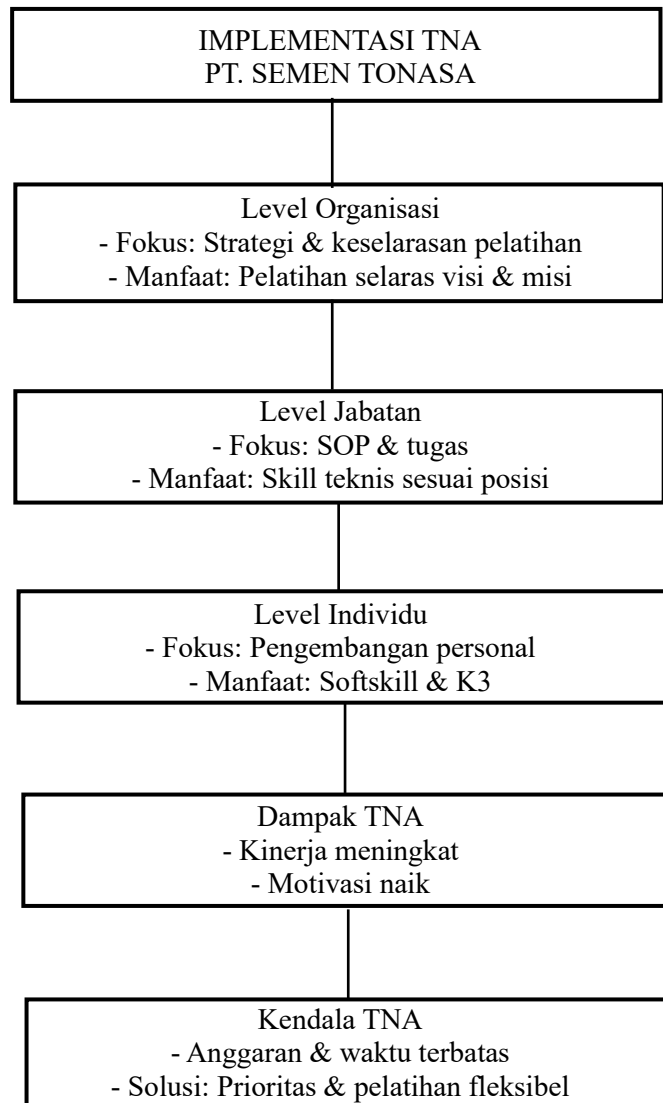 IMPLEMENTASI TNA
PT. SEMEN TONASA
Level Organisasi
- Fokus: Strategi & keselarasan pelatihan
- Manfaat: Pelatihan selaras visi & misi
Level Jabatan
- Fokus: SOP & tugas
- Manfaat: Skill teknis sesuai posisi
Level Individu
- Fokus: Pengembangan personal
- Manfaat: Softskill & K3
Dampak TNA
- Kinerja meningkat
- Motivasi naik
Kendala TNA
- Anggaran & waktu terbatas
- Solusi: Prioritas & pelatihan fleksibel